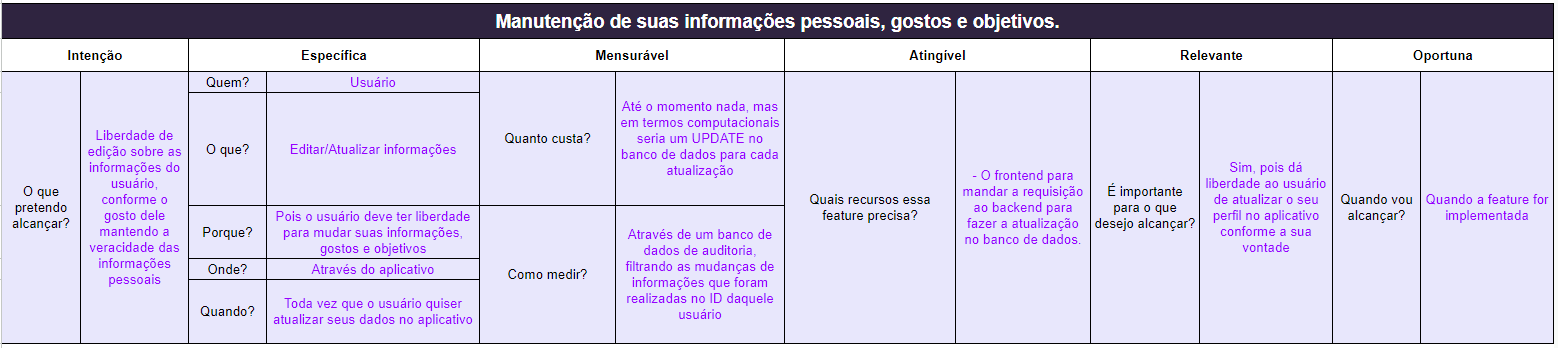 Manutenção de suas informações pessoais, gostos e objetivos.
Intenção
Específica
Mensurável
Atingível
Relevante
Oportuna
O que
pretendo
alcançar?
Liberdade de
edição sobre as
informações do
usuário,
conforme o
gosto dele
mantendo a
veracidade das
informações
pessoais
Quem?
Usuário
O que?
Editar/Atualizar informações
Porque?
Pois o usuário deve ter liberdade
para mudar suas informações,
gostos e objetivos
Onde?
Através do aplicativo
Quando?
Toda vez que o usuário quiser
atualizar seus dados no aplicativo
Quanto custa?
Até o momento nada, mas
em termos computacionais
seria um UPDATE no
banco de dados para cada
atualização
Como medir?
Através de um banco de
dados de auditoria,
filtrando as mudanças de
informações que foram
realizadas no ID daquele
usuário
Quais recursos essa
feature precisa?
- O frontend para
mandar a requisição
ao backend para
fazer a atualização
no banco de dados.
É importante
para o que
desejo alcançar?
Sim, pois dá
liberdade ao usuário
de atualizar o seu
perfil no aplicativo
conforme a sua
vontade
Quando vou
alcançar?
Quando a feature for
implementada